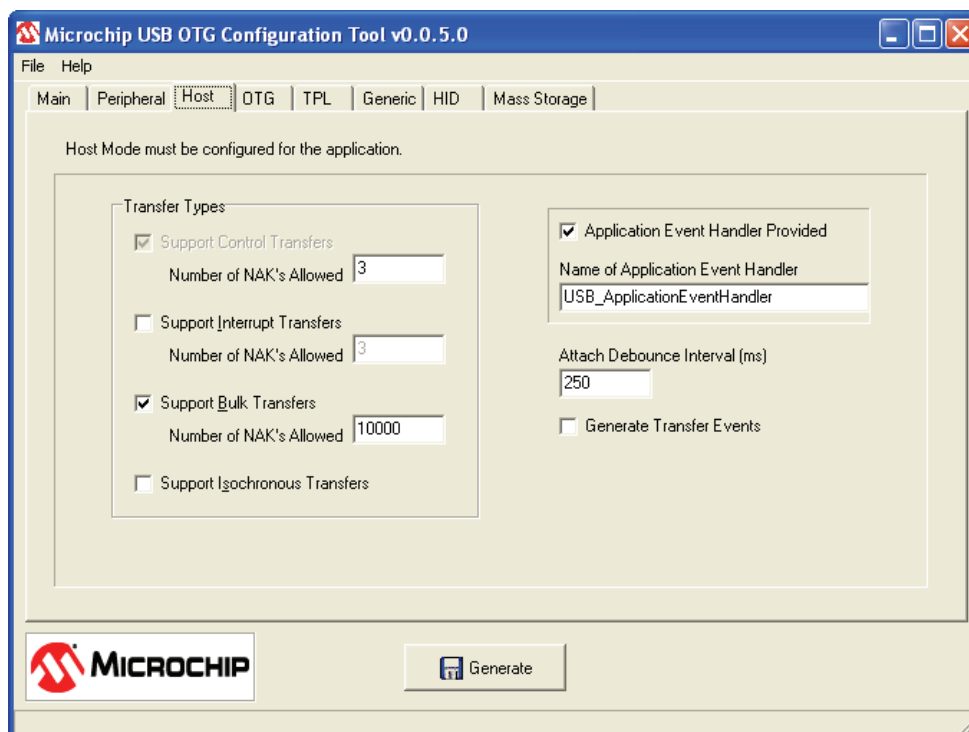 Microchip USB OTG Configuration Tool v0.0.5.0
File Help
Main Peripheral Host OTG TPL Generic HID Mass Storage
Host Mode must be configured for the application.
Transfer Types
Support Control Transfers
Number of NAK's Allowed 3
Support Interrupt Transfers
Number of NAK's Allowed 3
Support Bulk Transfers
Number of NAK's Allowed 10000
Support Isochronous Transfers
Application Event Handler Provided
Name of Application Event Handler
USB_ApplicationEventHandler
Attach Debounce Interval (ms)
250
Generate Transfer Events
MICROCHIP
Generate